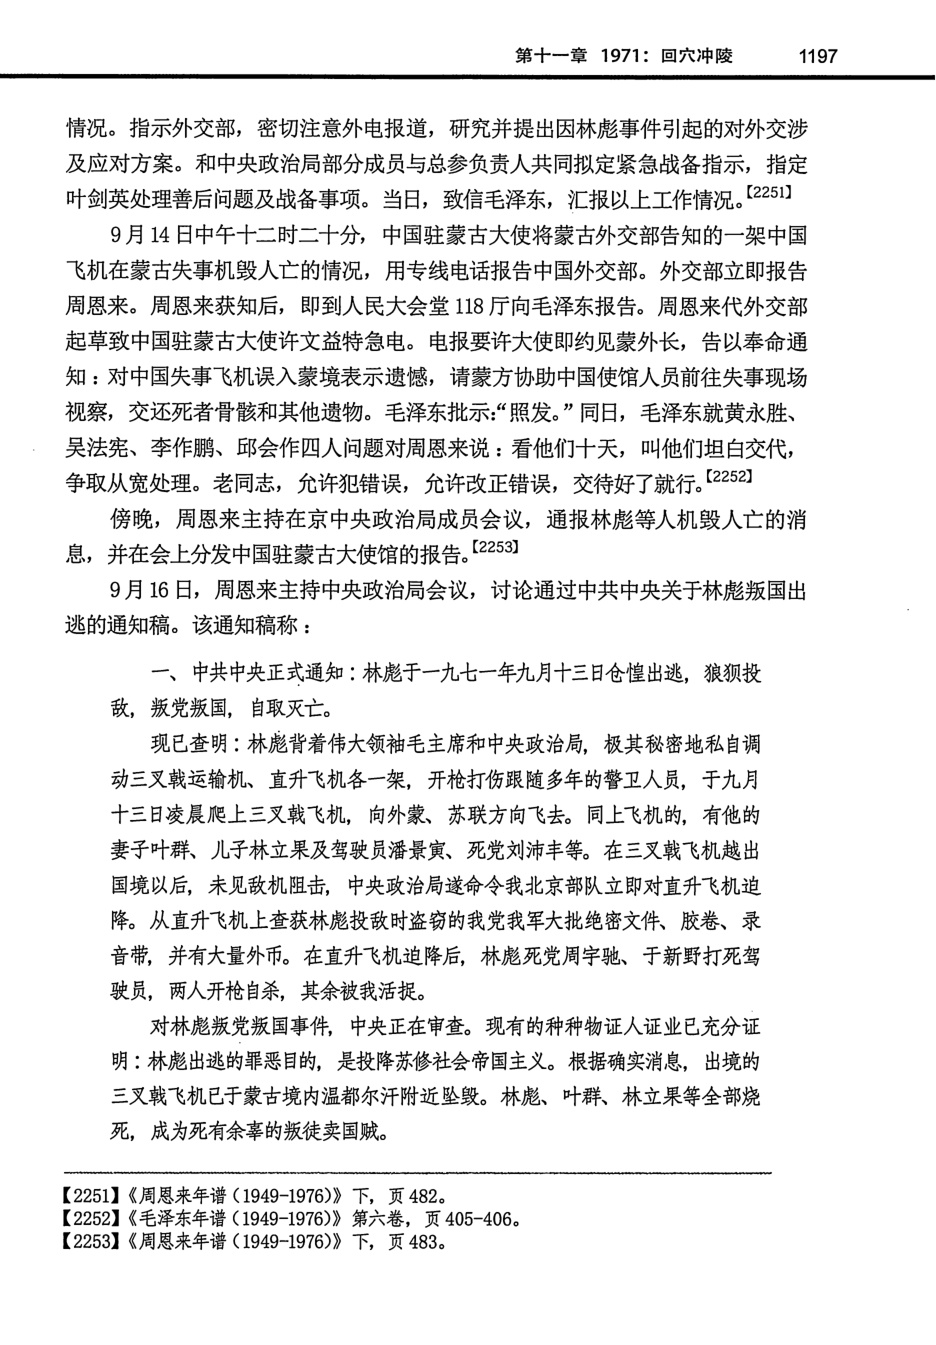 第十一章 1971：回穴冲陵 1197
情况。指示外交部，密切注意外电报道，研究并提出因林彪事件引起的对外交涉
及应对方案。和中央政治局部分成员与总参负责人共同拟定紧急战备指示，指定
叶剑英处理善后问题及战备事项。当日，致信毛泽东，汇报以上工作情况。【2251】
9月14日中午十二时二十分，中国驻蒙古大使将蒙古外交部告知的一架中国
飞机在蒙古失事机毁人亡的情况，用专线电话报告中国外交部。外交部立即报告
周恩来。周恩来获知后，即到人民大会堂118厅向毛泽东报告。周恩来代外交部
起草致中国驻蒙古大使许文益特急电。电报要许大使即约见蒙外长，告以奉命通
知：对中国失事飞机误入蒙境表示遗憾，请蒙方协助中国使馆人员前往失事现场
视察，交还死者骨骸和其他遗物。毛泽东批示：“照发。”同日，毛泽东就黄永胜、
吴法宪、李作鹏、邱会作四人问题对周恩来说：看他们十天，叫他们坦白交代，
争取从宽处理。老同志，允许犯错误，允许改正错误，交待好了就行。【2252】
傍晚，周恩来主持在京中央政治局成员会议，通报林彪等人机毁人亡的消
息，并在会上分发中国驻蒙古大使馆的报告。【2253】
9月16日，周恩来主持中央政治局会议，讨论通过中共中央关于林彪叛国出
逃的通知稿。该通知稿称：
一、中共中央正式通知：林彪于一九七一年九月十三日仓惶出逃，狼狈投
敌，叛党叛国，自取灭亡。
现已查明：林彪背着伟大领袖毛主席和中央政治局，极其秘密地私自调
动三叉戟运输机、直升飞机各一架，开枪打伤跟随多年的警卫人员，于九月
十三日凌晨爬上三叉戟飞机，向外蒙、苏联方向飞去。同上飞机的，有他的
妻子叶群、儿子林立果及驾驶员潘景寅、死党刘沛丰等。在三叉戟飞机越出
国境以后，未见敌机阻击，中央政治局遂命令我北京部队立即对直升飞机迫
降。从直升飞机上查获林彪投敌时盗窃的我党我军大批绝密文件、胶卷、录
音带，并有大量外币。在直升飞机迫降后，林彪死党周宇驰、于新野打死驾
驶员，两人开枪自杀，其余被我活捉。
对林彪叛党叛国事件，中央正在审查。现有的种种物证人证业已充分证
明：林彪出逃的罪恶目的，是投降苏修社会帝国主义。根据确实消息，出境的
三叉戟飞机已于蒙古境内温都尔汗附近坠毁。林彪、叶群、林立果等全部烧
死，成为死有余辜的叛徒卖国贼。
【2251】《周恩来年谱（1949-1976）》下，页482。
【2252】《毛泽东年谱（1949-1976）》第六卷，页405-406。
【2253】《周恩来年谱（1949-1976）》下，页483。